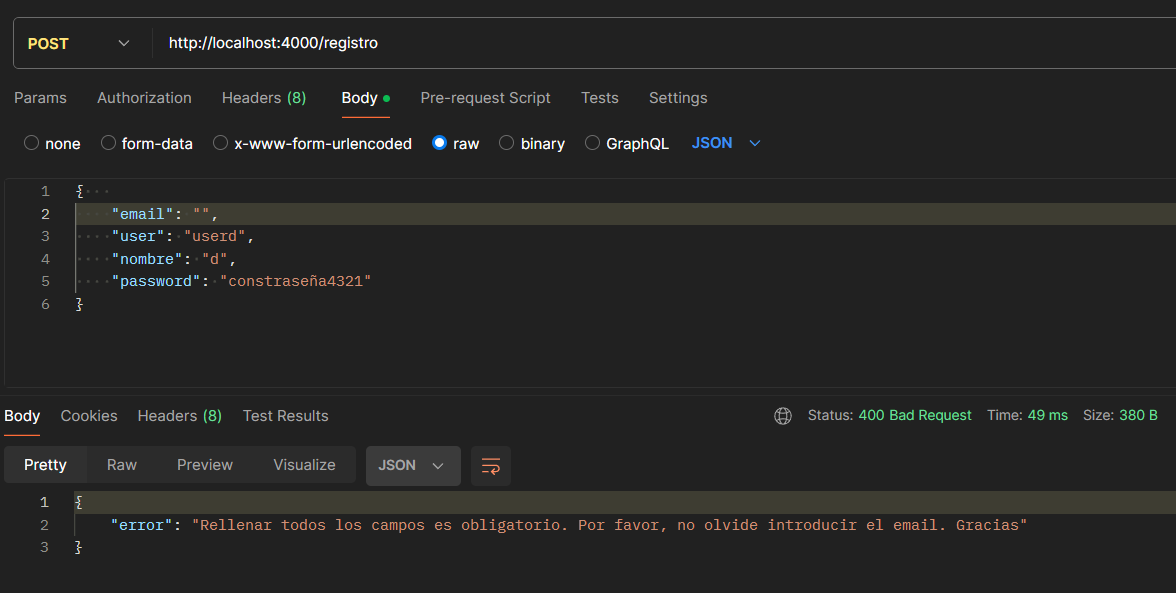 POST http://localhost:4000/registro
Params Authorization Headers (8) Body Pre-request Script Tests Settings
none form-data x-www-form-urlencoded raw binary GraphQL JSON
1 {
2 "email": "",
3 "user": "userd",
4 "nombre": "d",
5 "password": "constraseña4321"
6 }
Body Cookies Headers (8) Test Results Status: 400 Bad Request Time: 49 ms Size: 380 B
Pretty Raw Preview Visualize JSON
1 {
2 "error": "Rellenar todos los campos es obligatorio. Por favor, no olvide introducir el email. Gracias"
3 }